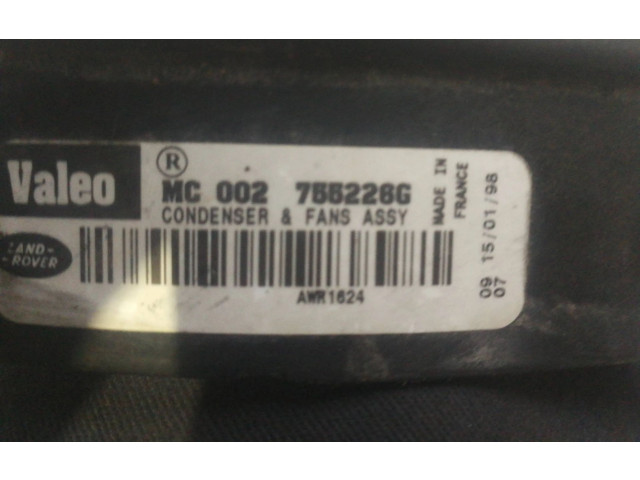 Valeo ®
MC 002 755226G
CONDENSER & FANS ASSY
LAND-
-ROVER
AWR1624
MADE IN
FRANCE
09 15/01/98
07